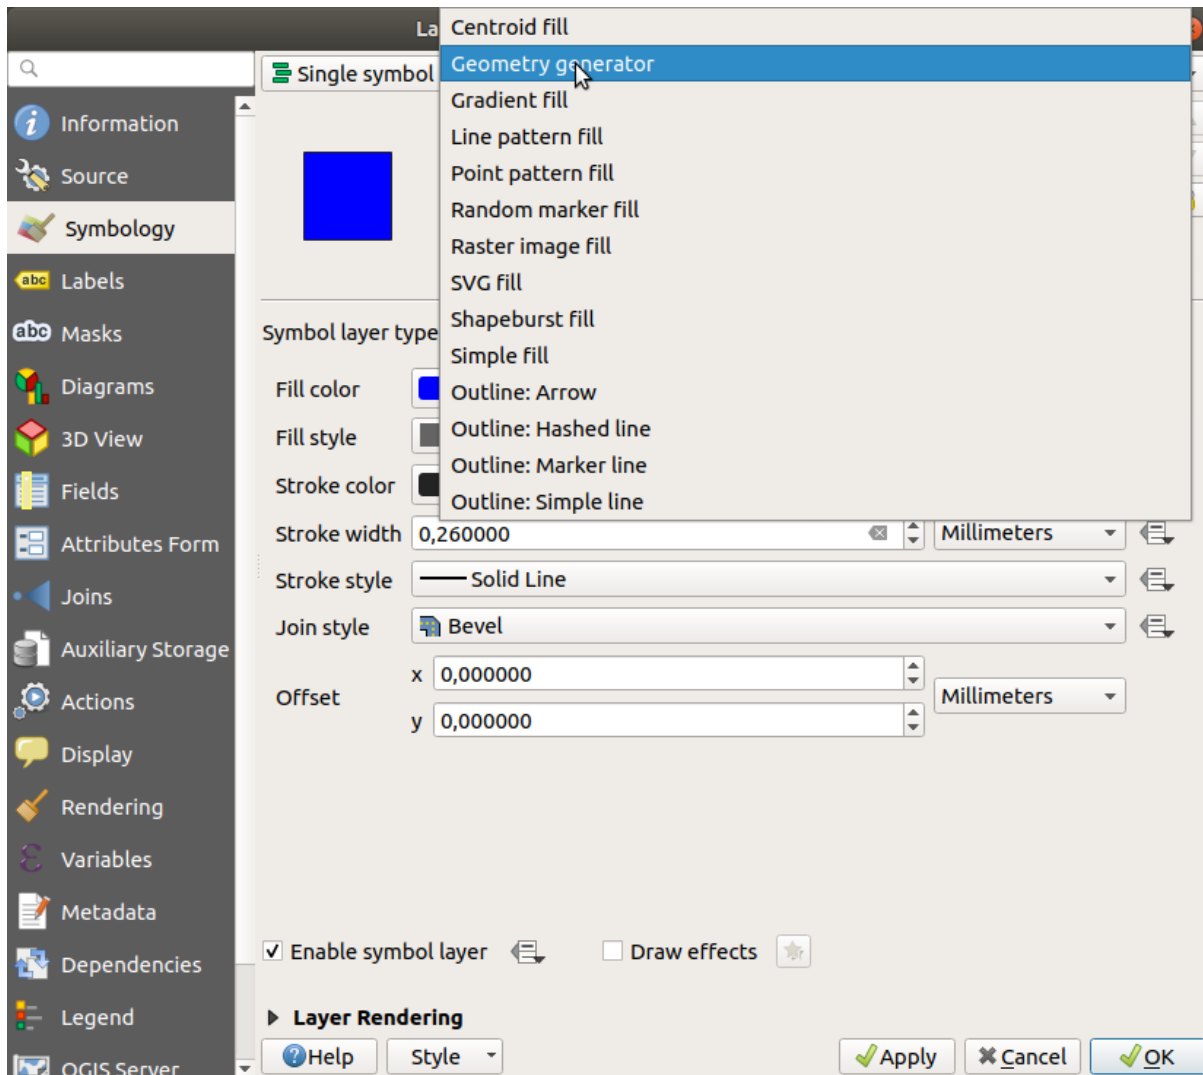 La
Centroid fill
Geometry generator
Gradient fill
Line pattern fill
Point pattern fill
Random marker fill
Raster image fill
SVG fill
Shapeburst fill
Simple fill
Outline: Arrow
Outline: Hashed line
Outline: Marker line
Outline: Simple line
Single symbol
Information
Source
Symbology
abc Labels
abc Masks
Diagrams
3D View
Fields
Attributes Form
Joins
Auxiliary Storage
Actions
Display
Rendering
Variables
Metadata
Dependencies
Legend
QGIS Server
Symbol layer type
Fill color
Fill style
Stroke color
Stroke width 0,260000 Millimeters
Stroke style Solid Line
Join style Bevel
Offset x 0,000000 Millimeters
y 0,000000
Enable symbol layer Draw effects
Layer Rendering
Help Style Apply Cancel OK